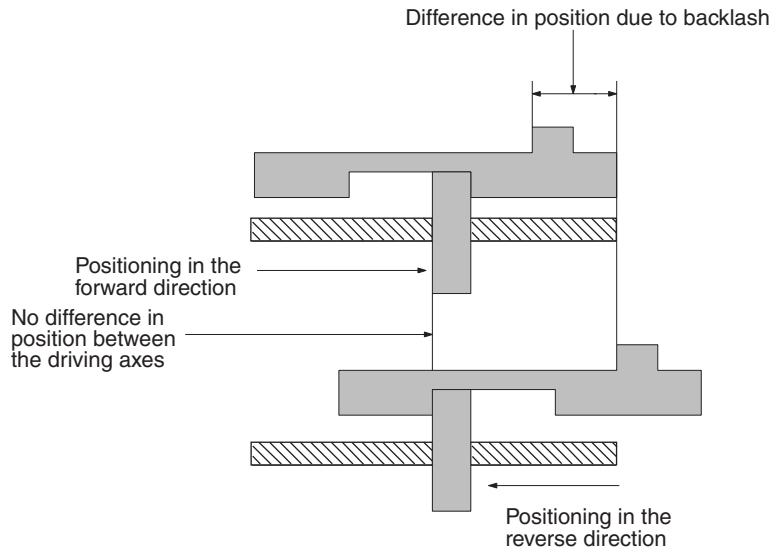 Difference in position due to backlash
Positioning in the
forward direction
No difference in
position between
the driving axes
Positioning in the
reverse direction